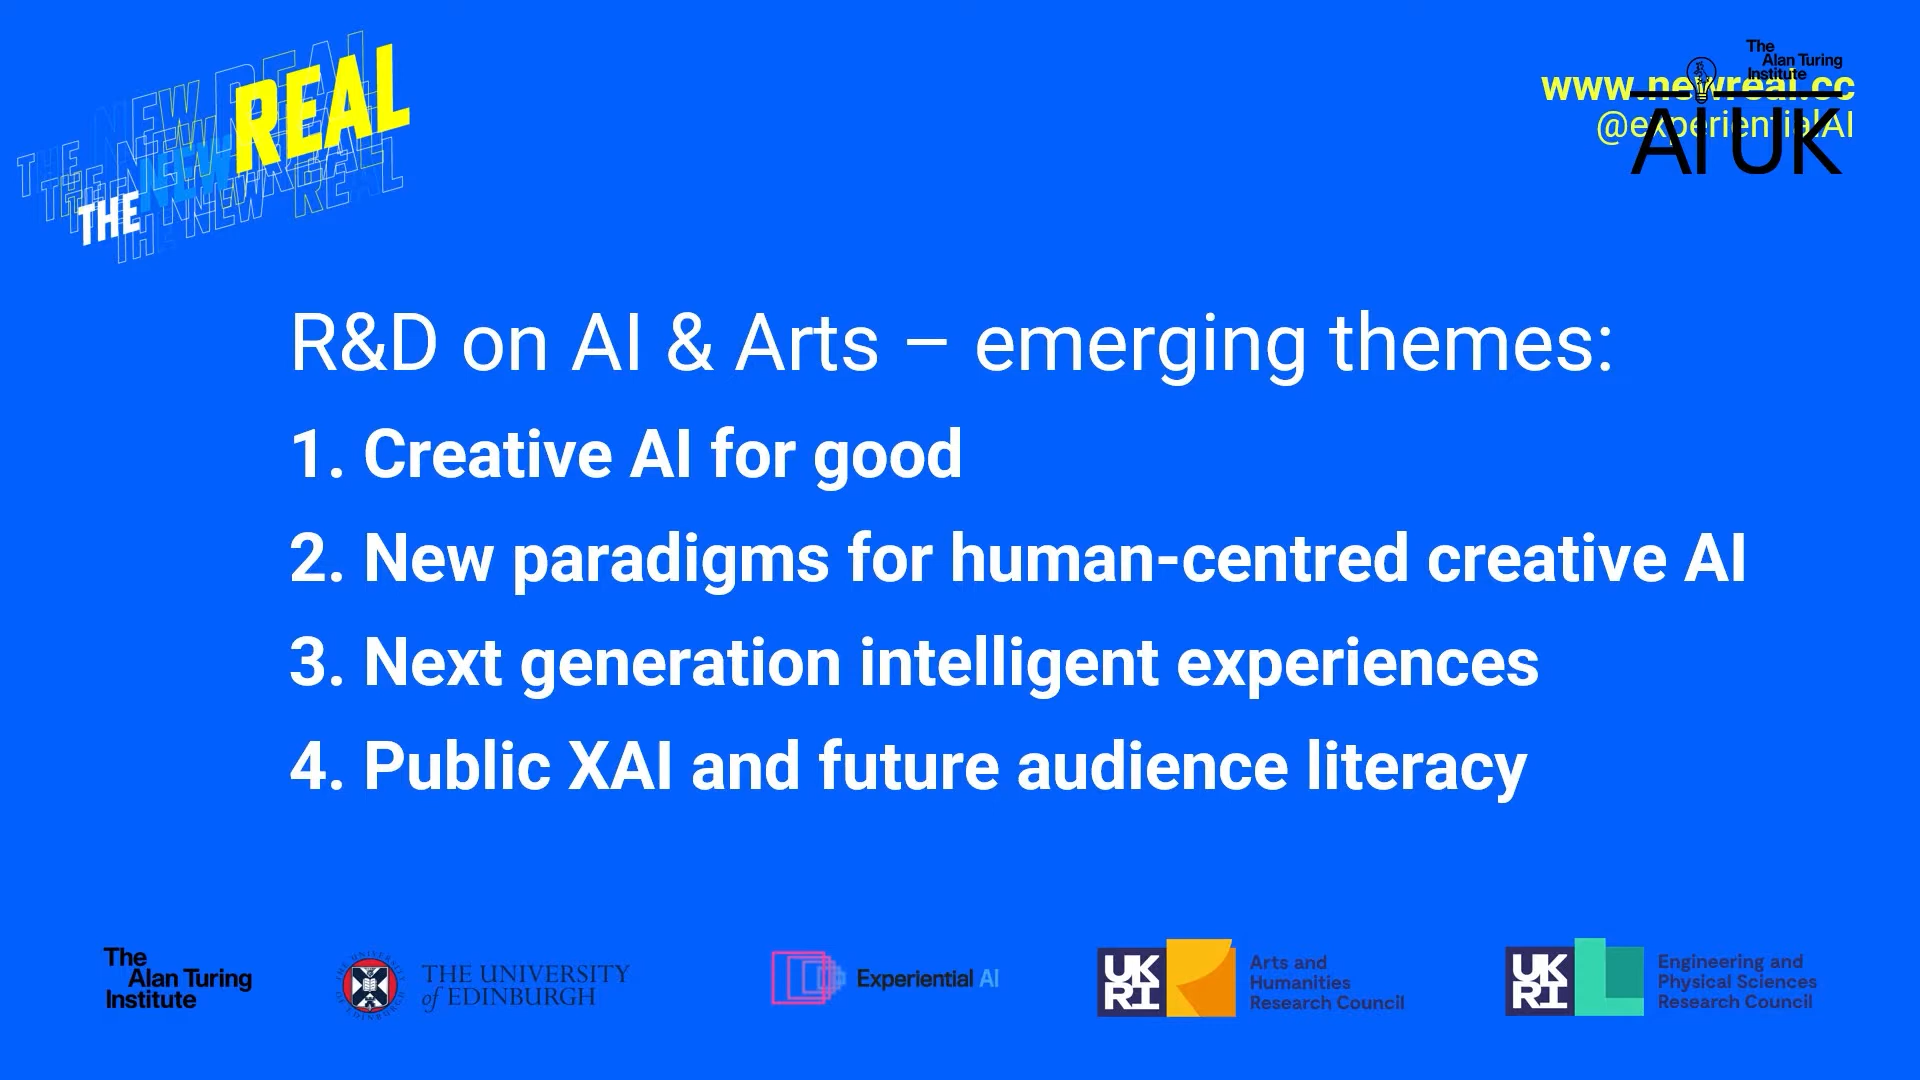 THE NEW REAL
www.newreal.cc
@experientialAI
The
Alan Turing
Institute
AI UK
R&D on AI & Arts – emerging themes:
1. Creative AI for good
2. New paradigms for human-centred creative AI
3. Next generation intelligent experiences
4. Public XAI and future audience literacy
The
Alan Turing
Institute
THE UNIVERSITY
of EDINBURGH
Experiential AI
UK
RI
Arts and
Humanities
Research Council
UK
RI
Engineering and
Physical Sciences
Research Council